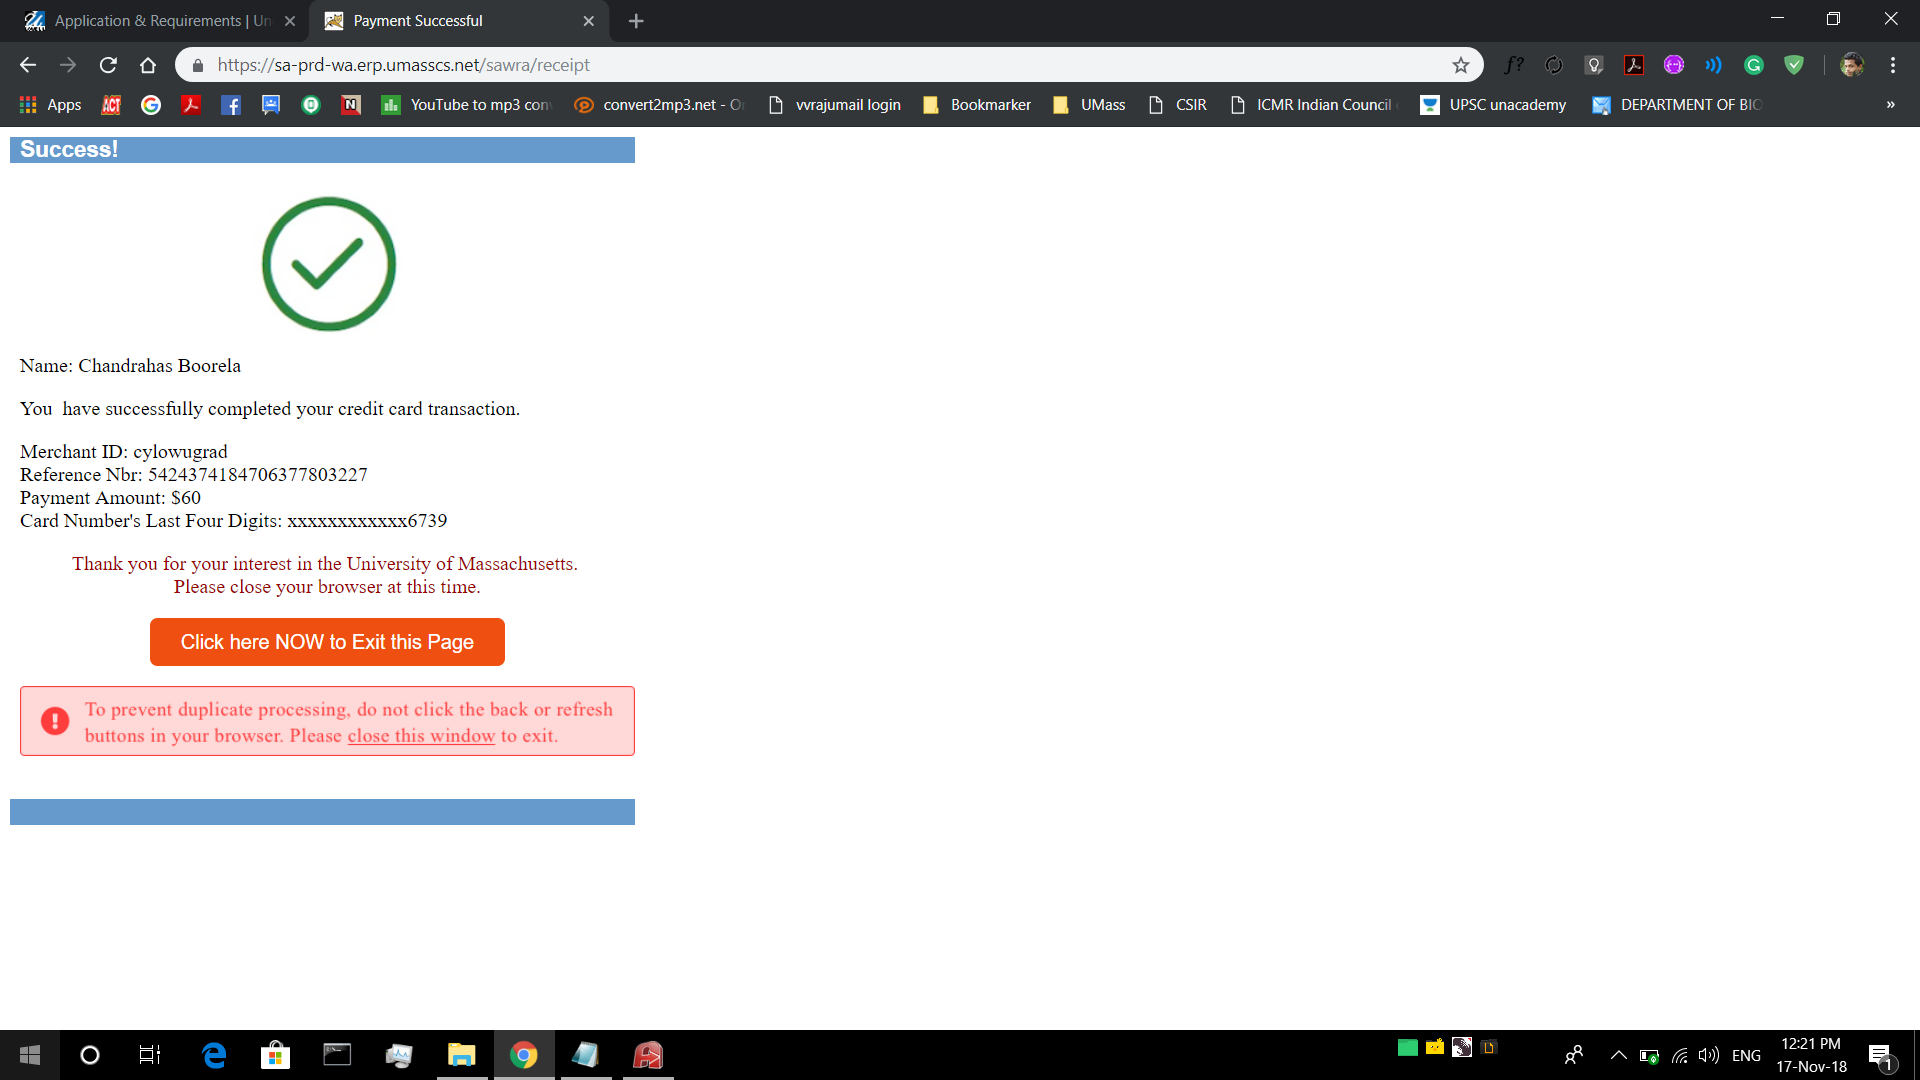 Application & Requirements | Un
Payment Successful
https://sa-prd-wa.erp.umasscs.net/sawra/receipt
Apps
YouTube to mp3 con
convert2mp3.net - O
vvrajumail login
Bookmarker
UMass
CSIR
ICMR Indian Council
UPSC unacademy
DEPARTMENT OF BIO
»
Success!
Name: Chandrahas Boorela
You  have successfully completed your credit card transaction.
Merchant ID: cylowugrad
Reference Nbr: 5424374184706377803227
Payment Amount: $60
Card Number's Last Four Digits: xxxxxxxxxxxx6739
Thank you for your interest in the University of Massachusetts.
Please close your browser at this time.
Click here NOW to Exit this Page
To prevent duplicate processing, do not click the back or refresh
buttons in your browser. Please close this window to exit.
ENG
12:21 PM
17-Nov-18
1